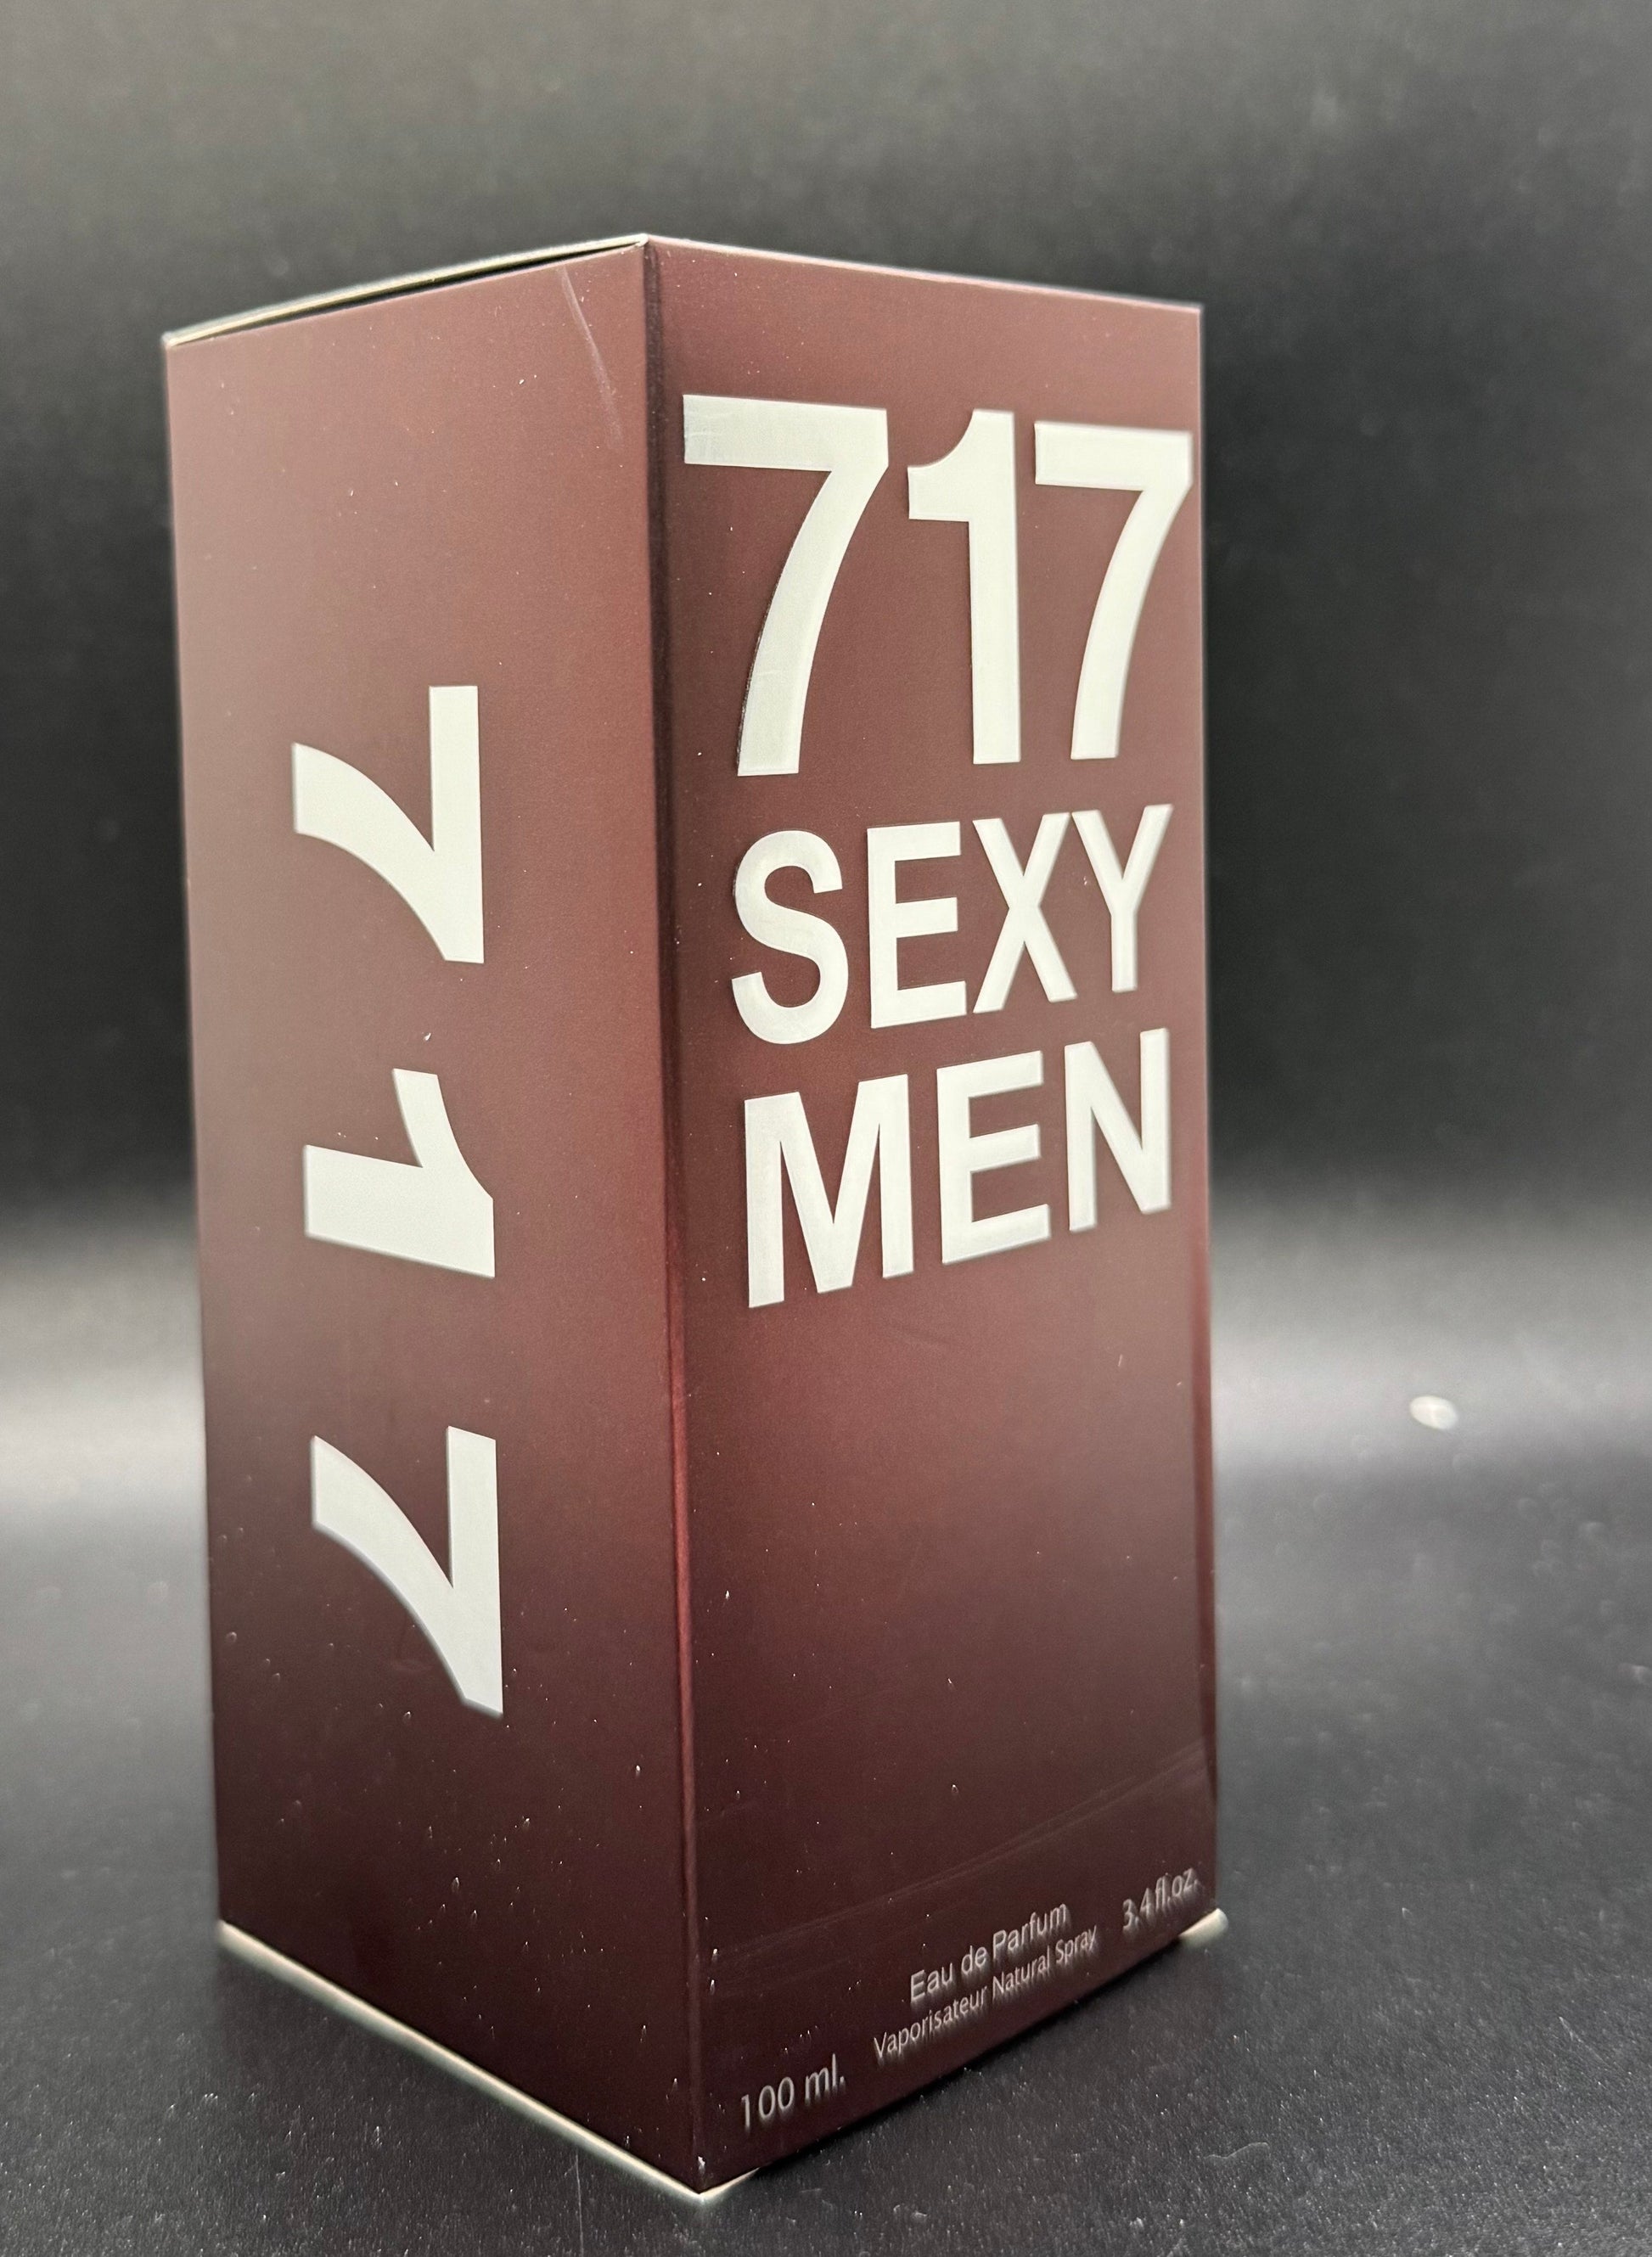 717
717
SEXY
MEN
Eau de Parfum
Vaporisateur Natural Spray
100 ml.
3.4 fl.oz.